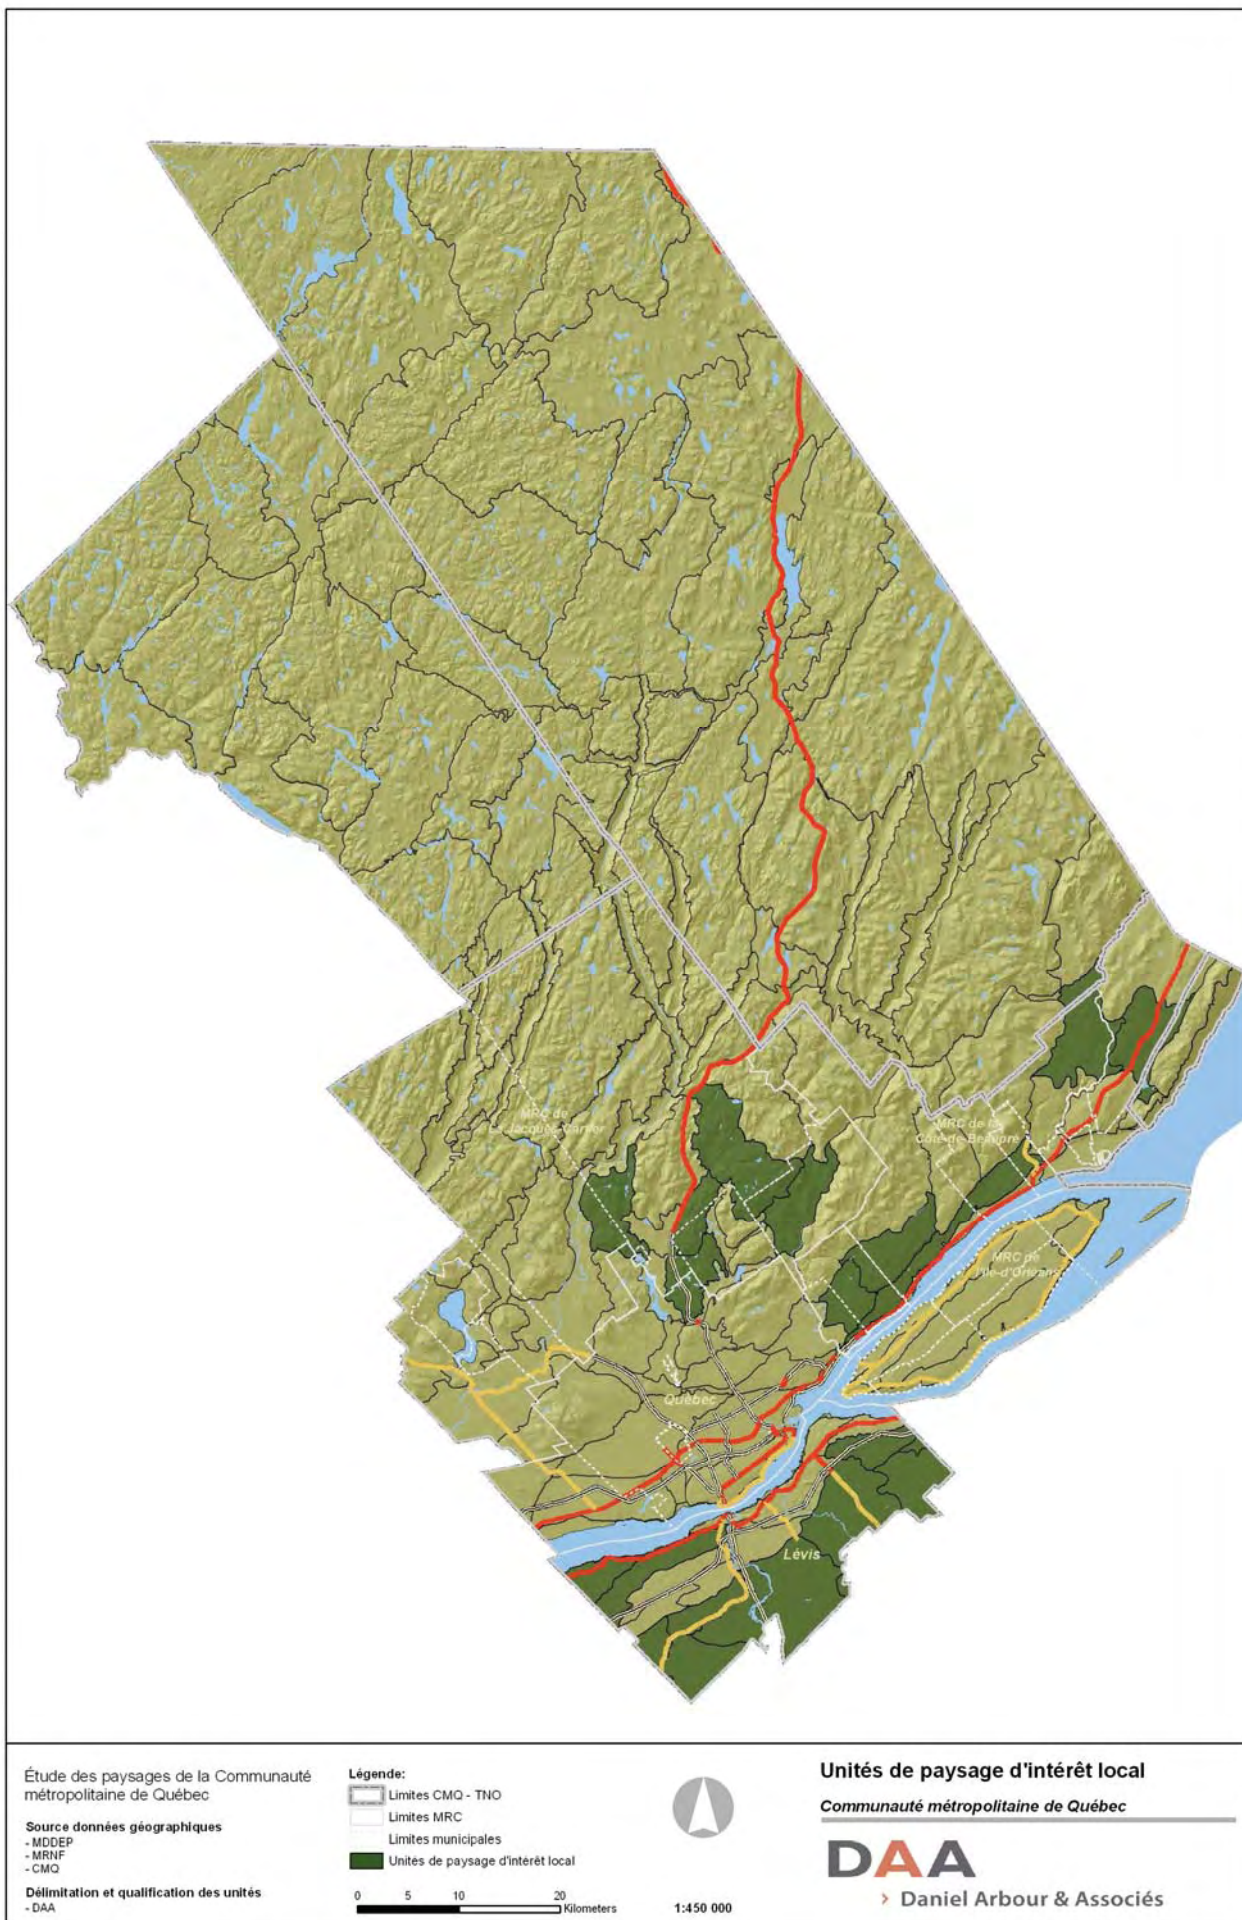 MRC de
La Jacques-Cartier
MRC de la
Côte-de-Beaupré
MRC de
l'Île-d'Orléans
Québec
Lévis
Étude des paysages de la Communauté
métropolitaine de Québec
Source données géographiques
- MDDEP
- MRNF
- CMQ
Délimitation et qualification des unités
- DAA
Légende:
Limites CMQ - TNO
Limites MRC
Limites municipales
Unités de paysage d'intérêt local
0 5 10 20
Kilometers
1:450 000
Unités de paysage d'intérêt local
Communauté métropolitaine de Québec
DAA
> Daniel Arbour & Associés